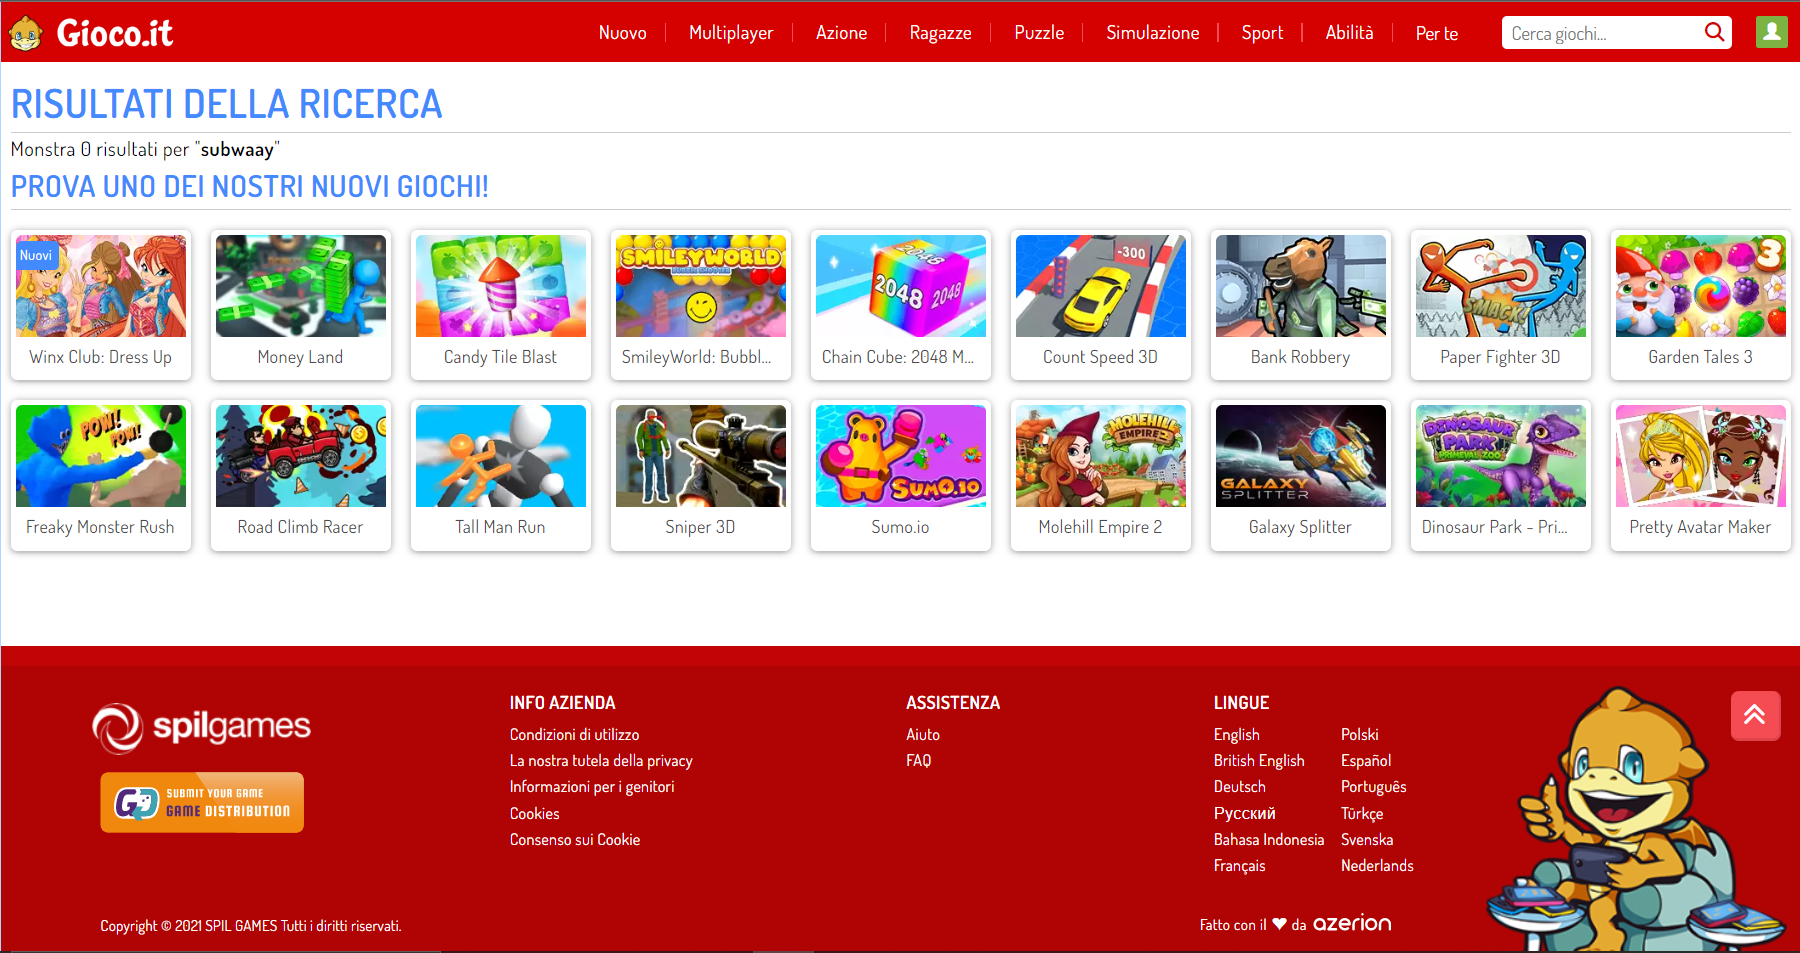 Gioco.it
Nuovo
Multiplayer
Azione
Ragazze
Puzzle
Simulazione
Sport
Abilità
Per te
Cerca giochi...
RISULTATI DELLA RICERCA
Monstra 0 risultati per "subwaay"
PROVA UNO DEI NOSTRI NUOVI GIOCHI!
Nuovi
SMILEYWORLD
BUBBLE SHOOTER
2048
2048
2048
-300
SMACK!
3
Winx Club: Dress Up
Money Land
Candy Tile Blast
SmileyWorld: Bubbl...
Chain Cube: 2048 M...
Count Speed 3D
Bank Robbery
Paper Fighter 3D
Garden Tales 3
POW!
POW!
SUMO.IO
MOLEHILL
EMPIRE 2
GALAXY
SPLITTER
DINOSAUR
PARK
PRIMEVAL ZOO
Freaky Monster Rush
Road Climb Racer
Tall Man Run
Sniper 3D
Sumo.io
Molehill Empire 2
Galaxy Splitter
Dinosaur Park - Pri...
Pretty Avatar Maker
spilgames
SUBMIT YOUR GAME
GAME DISTRIBUTION
INFO AZIENDA
Condizioni di utilizzo
La nostra tutela della privacy
Informazioni per i genitori
Cookies
Consenso sui Cookie
ASSISTENZA
Aiuto
FAQ
LINGUE
English
British English
Deutsch
Русский
Bahasa Indonesia
Français
Polski
Español
Português
Türkçe
Svenska
Nederlands
Copyright © 2021 SPIL GAMES Tutti i diritti riservati.
Fatto con il ♥ da azerion